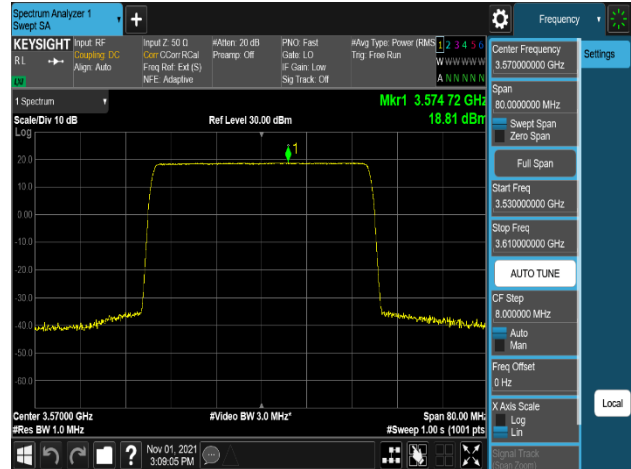 Spectrum Analyzer 1
Swept SA
Frequency
KEYSIGHT
RL
Input: RF
Coupling: DC
Align: Auto
Input Z: 50 Ω
Corr CCorr RCal
Freq Ref: Ext (S)
NFE: Adaptive
#Atten: 20 dB
Preamp: Off
PNO: Fast
Gate: LO
IF Gain: Low
Sig Track: Off
#Avg Type: Power (RMS
Trig: Free Run
1 2 3 4 5 6
W W W W W W
A N N N N N
LXI
1 Spectrum
Scale/Div 10 dB
Ref Level 30.00 dBm
Mkr1 3.574 72 GHz
18.81 dBm
Log
1
20.0
10.0
0.00
-10.0
-20.0
-30.0
-40.0
-50.0
-60.0
Center 3.57000 GHz
#Res BW 1.0 MHz
#Video BW 3.0 MHz*
Span 80.00 MHz
#Sweep 1.00 s (1001 pts
?
Nov 01, 2021
3:09:05 PM
Center Frequency
3.570000000 GHz
Span
80.0000000 MHz
Swept Span
Zero Span
Full Span
Start Freq
3.530000000 GHz
Stop Freq
3.610000000 GHz
AUTO TUNE
CF Step
8.000000 MHz
Auto
Man
Freq Offset
0 Hz
X Axis Scale
Log
Lin
Signal Track
(Span Zoom)
Settings
Local